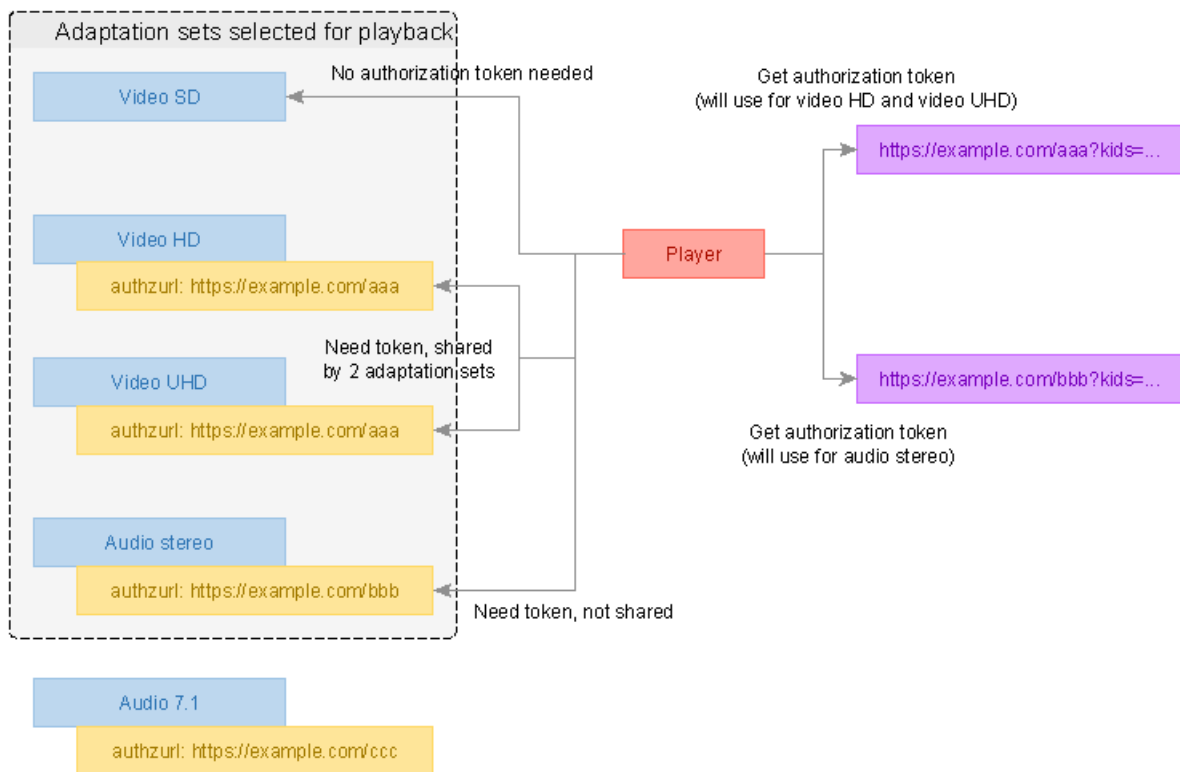 Adaptation sets selected for playback
Video SD
No authorization token needed
Get authorization token
(will use for video HD and video UHD)
https://example.com/aaa?kids=...
Video HD
authzurl: https://example.com/aaa
Player
Need token, shared
by 2 adaptation sets
Video UHD
authzurl: https://example.com/aaa
https://example.com/bbb?kids=...
Get authorization token
(will use for audio stereo)
Audio stereo
authzurl: https://example.com/bbb
Need token, not shared
Audio 7.1
authzurl: https://example.com/ccc